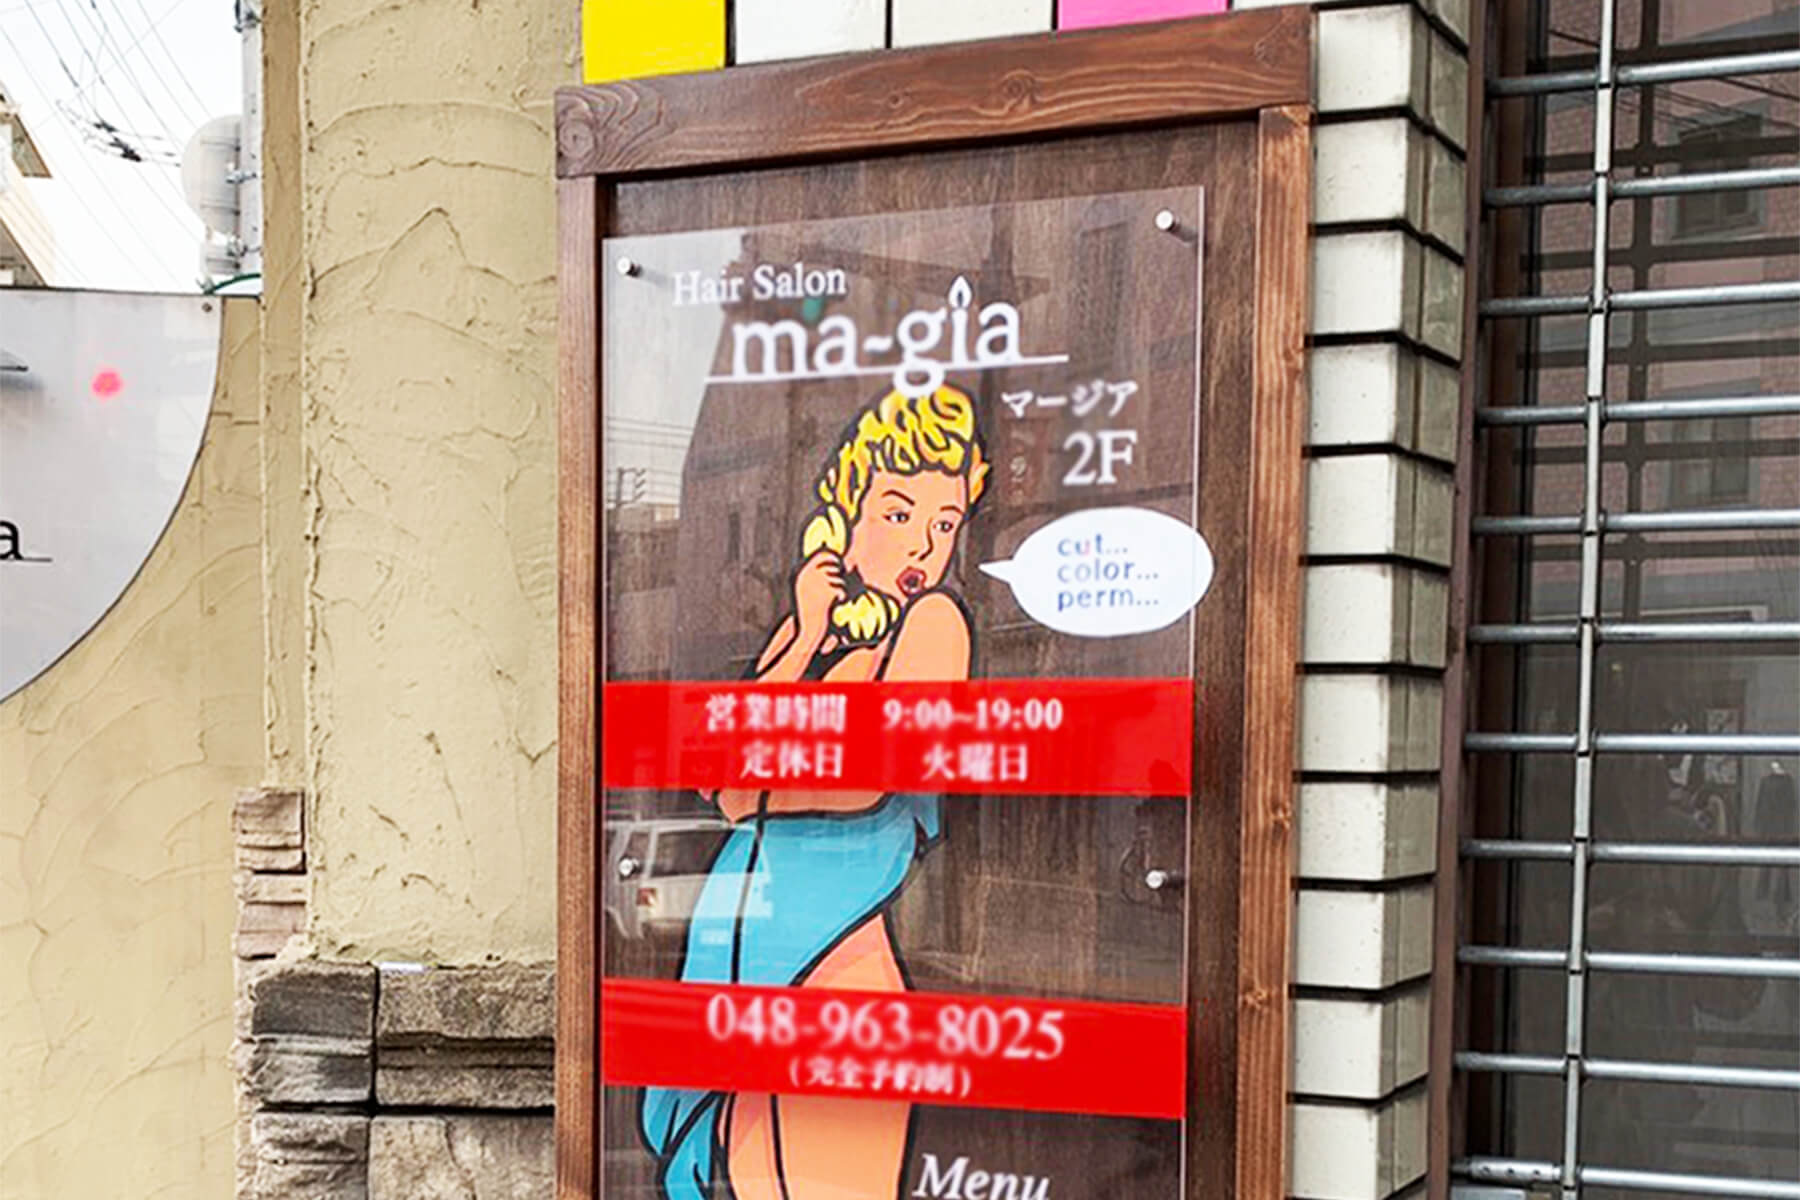 Hair Salon
ma-gia
マージア
2F
cut...
color...
perm...
営業時間 9:00~19:00
定休日 火曜日
048-963-8025
(完全予約制)
Menu
a